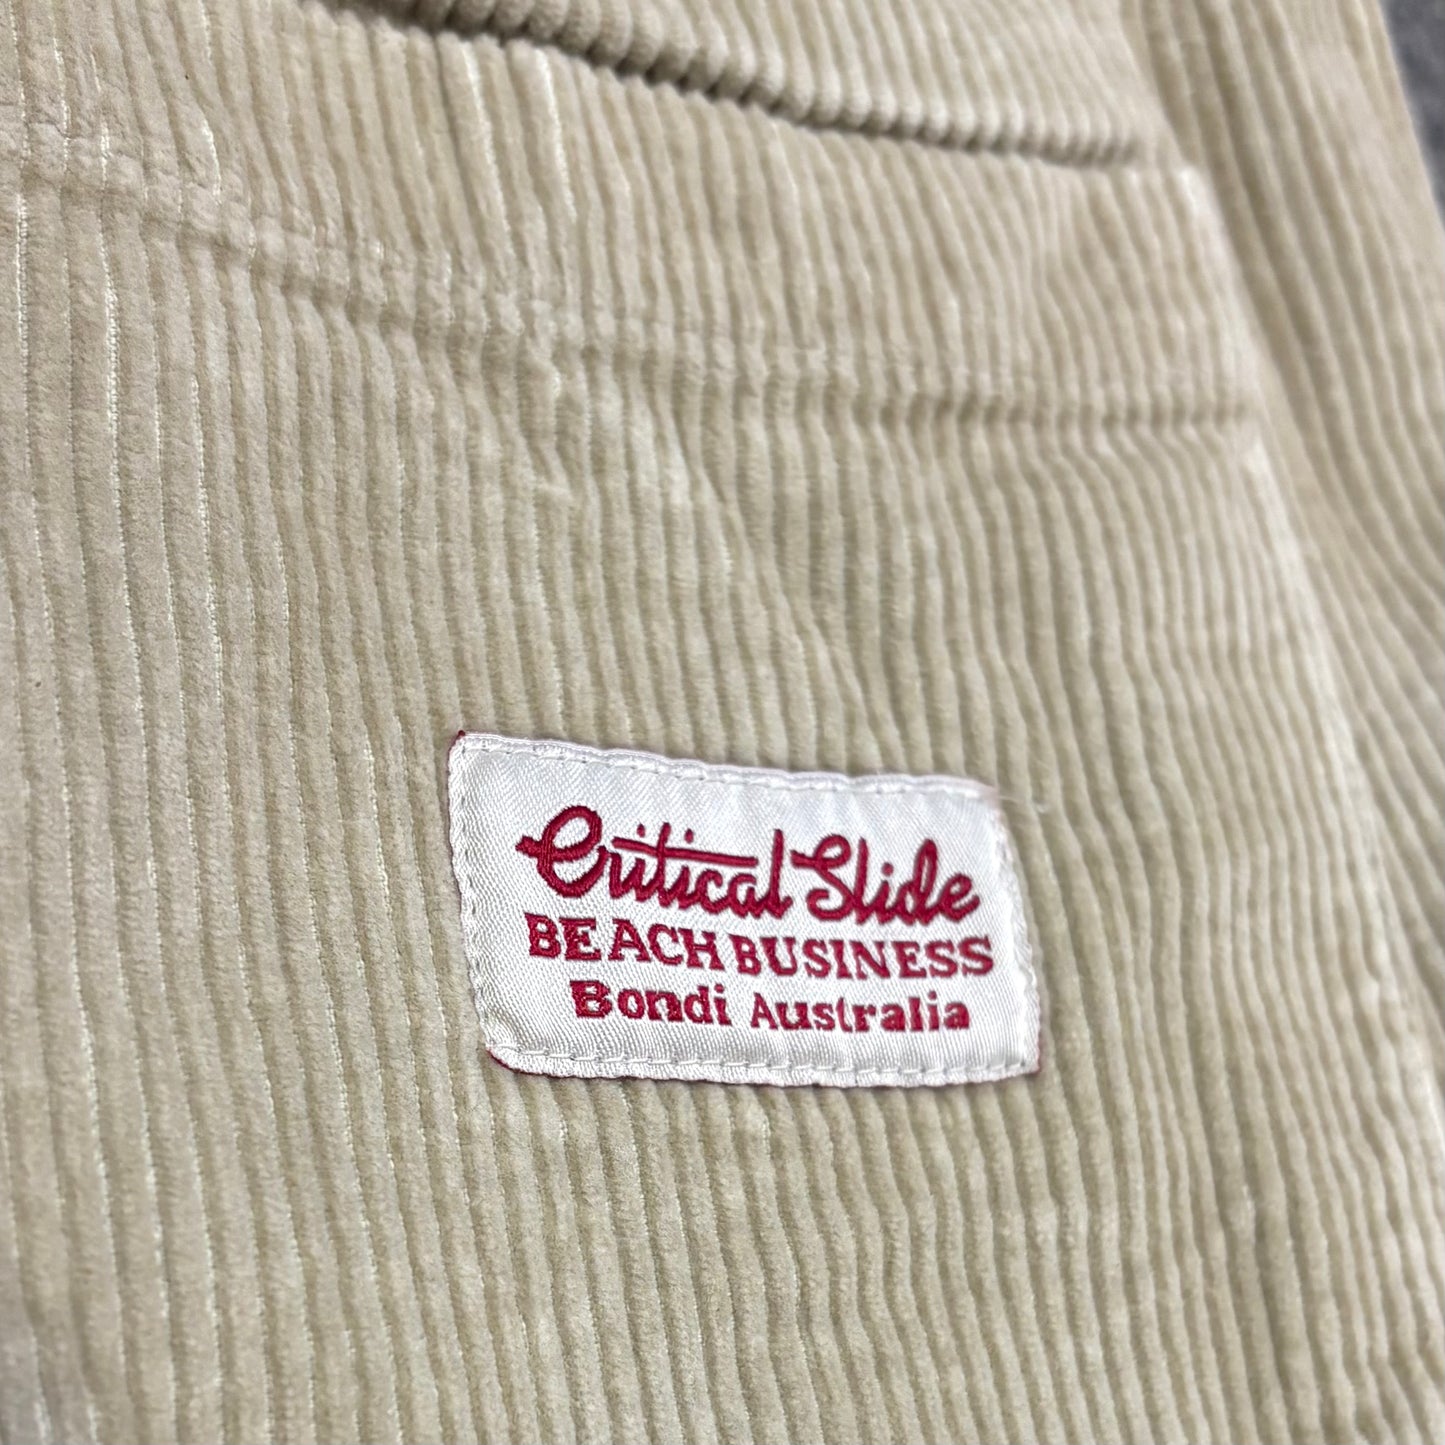 Critical Slide
BEACH BUSINESS
Bondi Australia